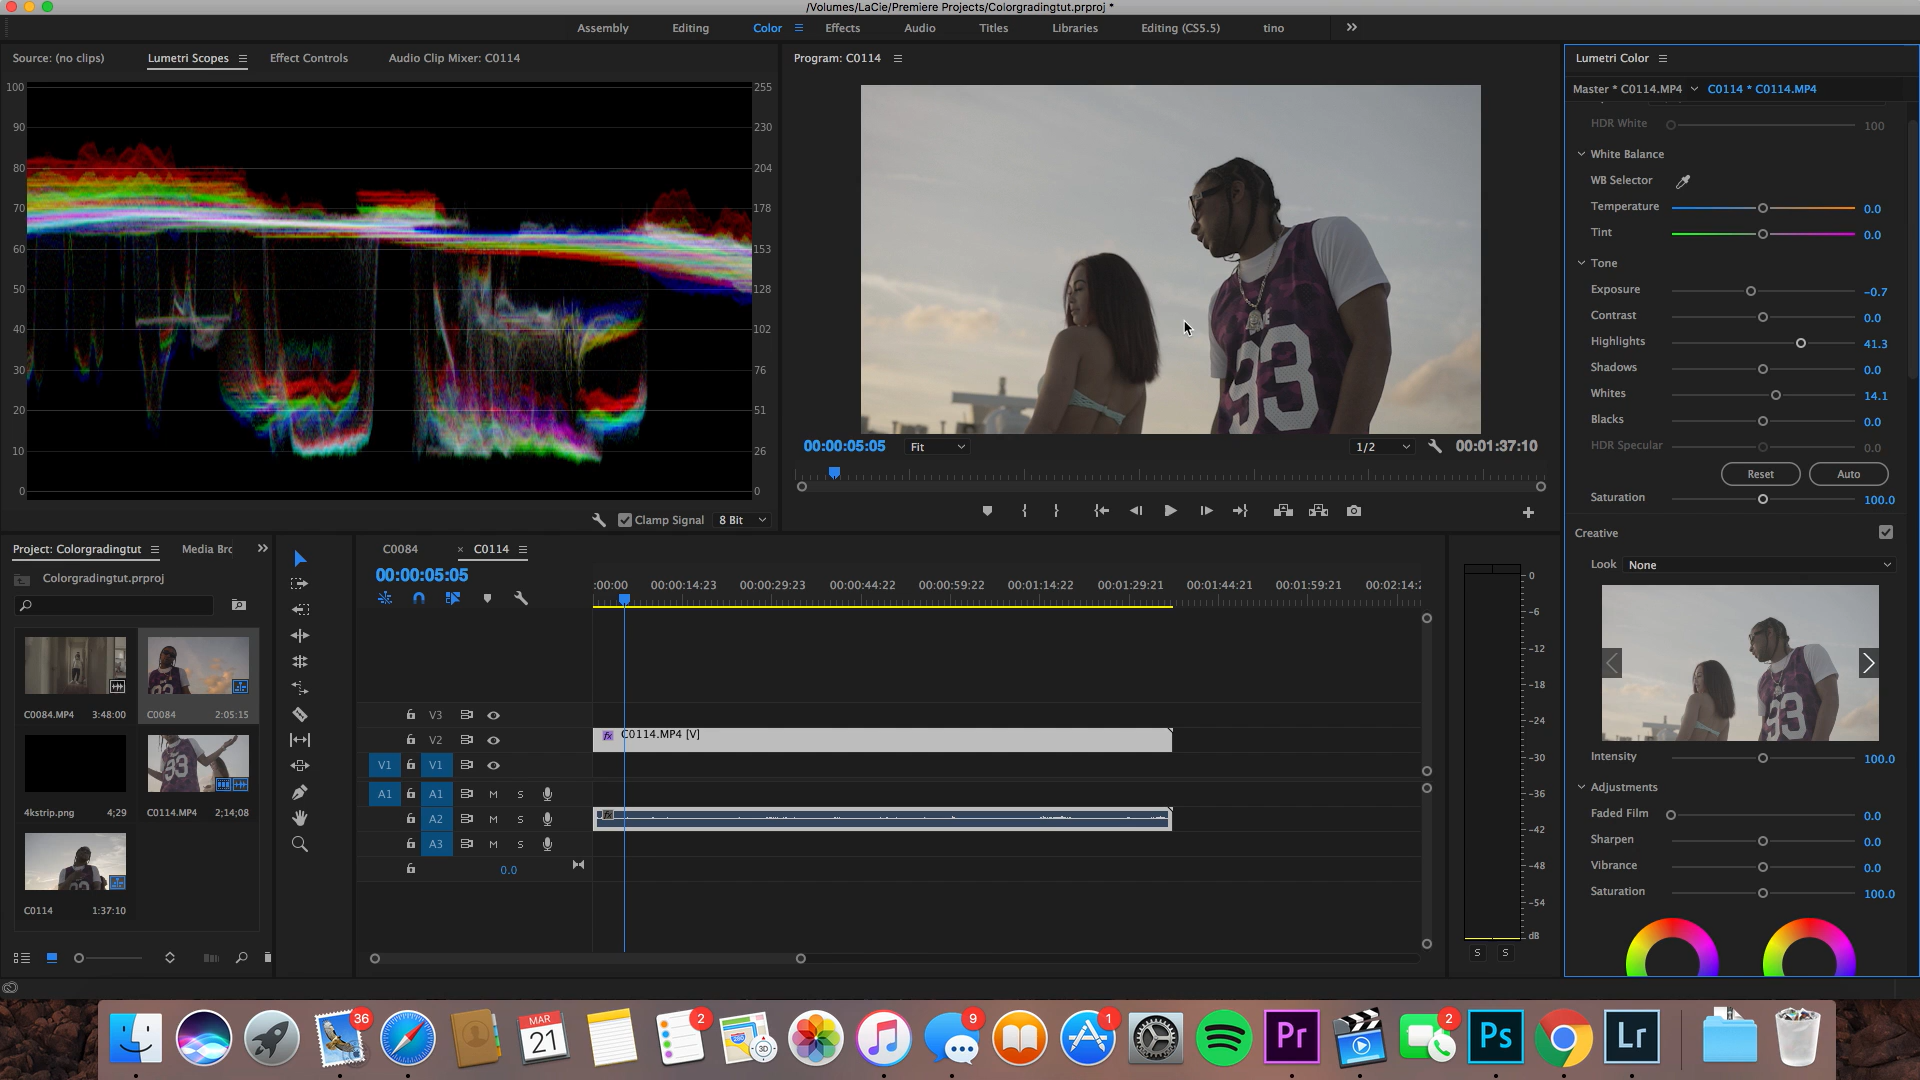 /Volumes/LaCie/Premiere Projects/Colorgradingtut.prproj *
Assembly Editing Color Effects Audio Titles Libraries Editing (CS5.5) tino
Source: (no clips) Lumetri Scopes Effect Controls Audio Clip Mixer: C0114
100 255
90 230
80 204
70 178
60 153
50 128
40 102
30 76
20 51
10 26
0 0
Clamp Signal 8 Bit
Program: C0114
93
00:00:05:05 Fit 1/2 00:01:37:10
Lumetri Color
Master * C0114.MP4 C0114 * C0114.MP4
HDR White 100
White Balance
WB Selector
Temperature 0.0
Tint 0.0
Tone
Exposure -0.7
Contrast 0.0
Highlights 41.3
Shadows 0.0
Whites 14.1
Blacks 0.0
HDR Specular 0.0
Reset Auto
Saturation 100.0
Creative
Look None
93
Intensity 100.0
Adjustments
Faded Film 0.0
Sharpen 0.0
Vibrance 0.0
Saturation 100.0
Project: Colorgradingtut Media Brc
Colorgradingtut.prproj
C0084.MP4 3:48:00 C0084 2:05:15
4kstrip.png 4;29 C0114.MP4 2;14;08
C0114 1:37:10
C0084 × C0114
00:00:05:05
:00:00 00:00:14:23 00:00:29:23 00:00:44:22 00:00:59:22 00:01:14:22 00:01:29:21 00:01:44:21 00:01:59:21 00:02:14:2
V3
V2 fx C0114.MP4 [V]
V1 V1
A1 A1 M S
A2 M S fx
A3 M S
0.0
0
-6
-12
-18
-24
-30
-36
-42
-48
-54
dB
S S
36 MAR 21 2 280 3D 9 1 Pr 2 Ps Lr